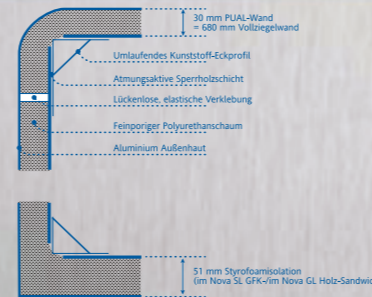 30 mm PUAL-Wand
= 680 mm Vollziegelwand
Umlaufendes Kunststoff-Eckprofil
Atmungsaktive Sperrholzschicht
Lückenlose, elastische Verklebung
Feinporiger Polyurethanschaum
Aluminium Außenhaut
51 mm Styrofoamisolation
(im Nova SL GFK-/im Nova GL Holz-Sandwic